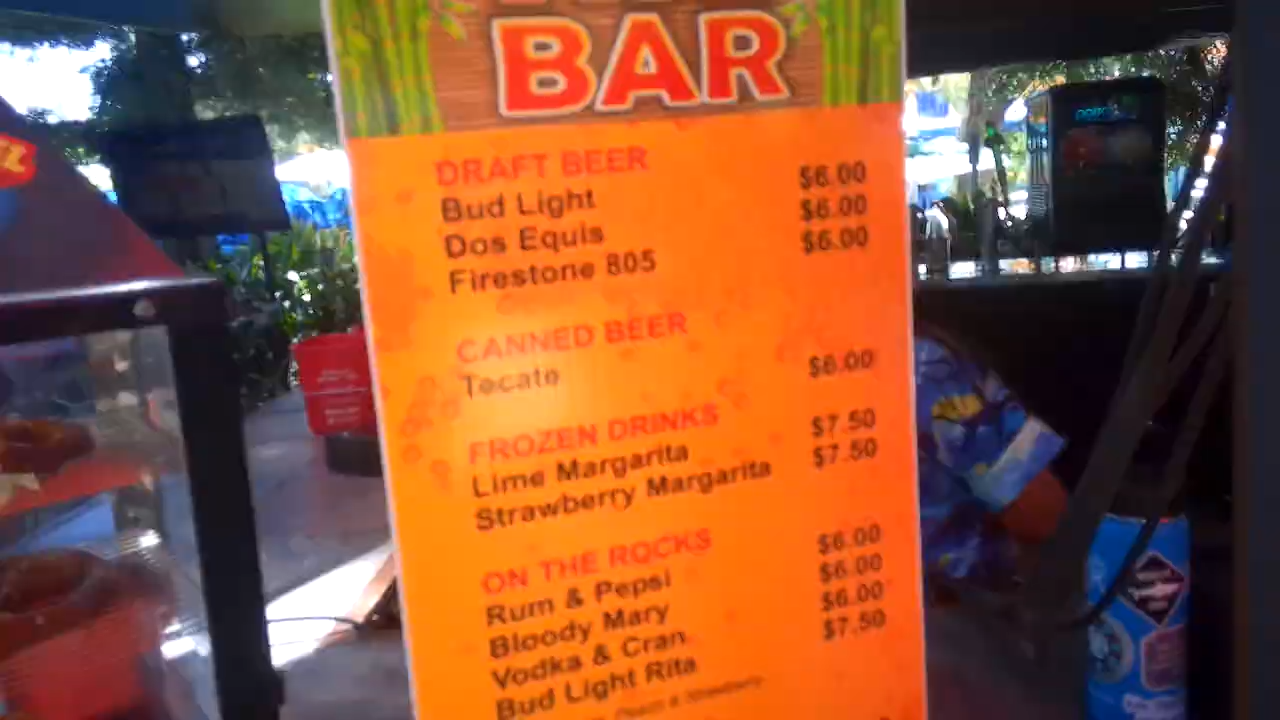 BAR
DRAFT BEER
Bud Light $6.00
Dos Equis $6.00
Firestone 805 $6.00
CANNED BEER
Tecate $6.00
FROZEN DRINKS
Lime Margarita $7.50
Strawberry Margarita $7.50
ON THE ROCKS
Rum & Pepsi $6.00
Bloody Mary $6.00
Vodka & Cran $6.00
Bud Light Rita $7.50
Peach & Strawberry